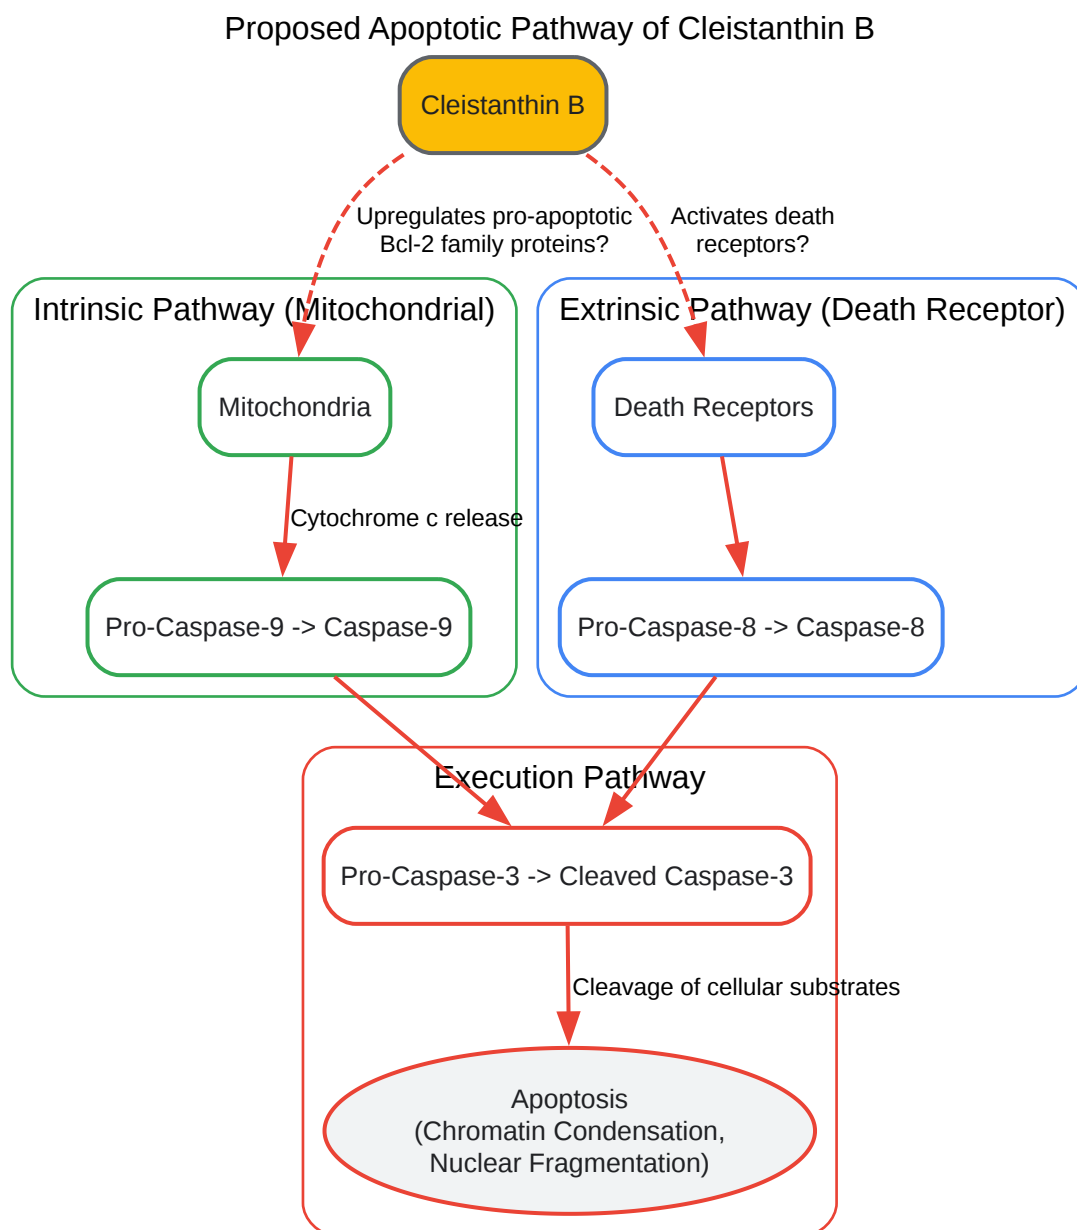 Proposed Apoptotic Pathway of Cleistanthin B
Cleistanthin B
Upregulates pro-apoptotic
Bcl-2 family proteins?
Activates death
receptors?
Intrinsic Pathway (Mitochondrial)
Extrinsic Pathway (Death Receptor)
Mitochondria
Death Receptors
Cytochrome c release
Pro-Caspase-9 -> Caspase-9
Pro-Caspase-8 -> Caspase-8
Execution Pathway
Pro-Caspase-3 -> Cleaved Caspase-3
Cleavage of cellular substrates
Apoptosis
(Chromatin Condensation,
Nuclear Fragmentation)